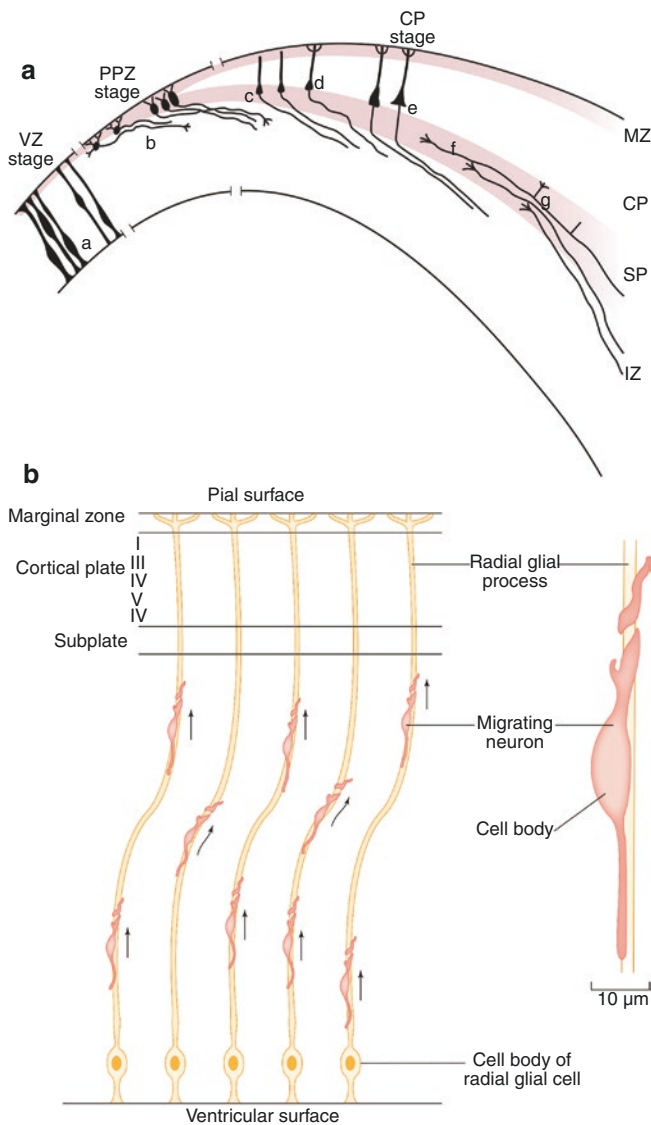 a
CP
stage
PPZ
stage
VZ
stage
a
b
c
d
e
f
g
MZ
CP
SP
IZ
b
Pial surface
Marginal zone
Cortical plate
I
III
IV
V
IV
Subplate
Radial glial
process
Migrating
neuron
Cell body
10 µm
Cell body of
radial glial cell
Ventricular surface